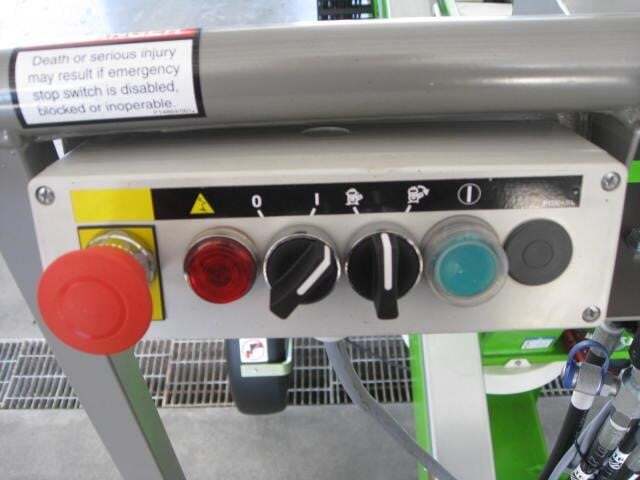 Death or serious injury
may result if emergency
stop switch is disabled,
blocked or inoperable.
0 I